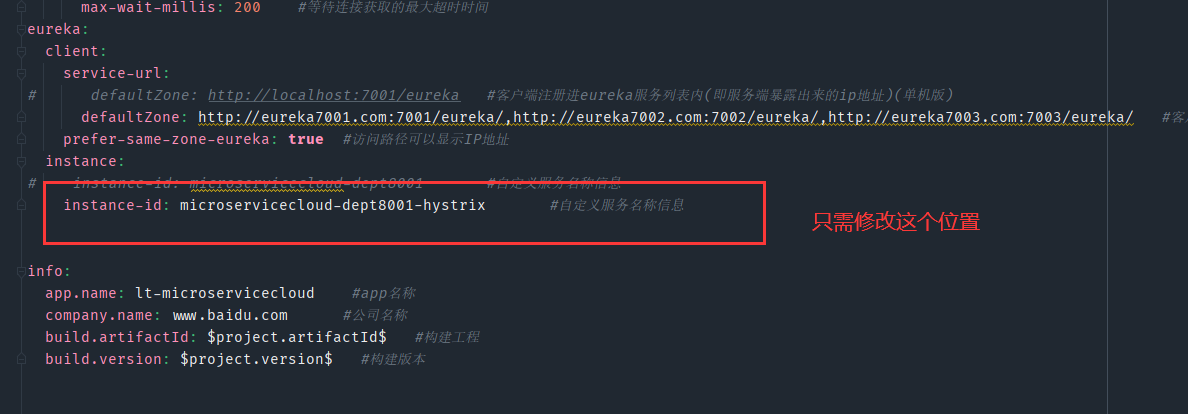 max-wait-millis: 200 #等待连接获取的最大超时时间
eureka:
client:
service-url:
# defaultZone: http://localhost:7001/eureka #客户端注册进eureka服务列表内(即服务端暴露出来的ip地址)(单机版)
defaultZone: http://eureka7001.com:7001/eureka/,http://eureka7002.com:7002/eureka/,http://eureka7003.com:7003/eureka/ #客
prefer-same-zone-eureka: true #访问路径可以显示IP地址
instance:
# instance-id: microservicecloud-dept8001 #自定义服务名称信息
instance-id: microservicecloud-dept8001-hystrix #自定义服务名称信息
只需修改这个位置
info:
app.name: lt-microservicecloud #app名称
company.name: www.baidu.com #公司名称
build.artifactId: $project.artifactId$ #构建工程
build.version: $project.version$ #构建版本